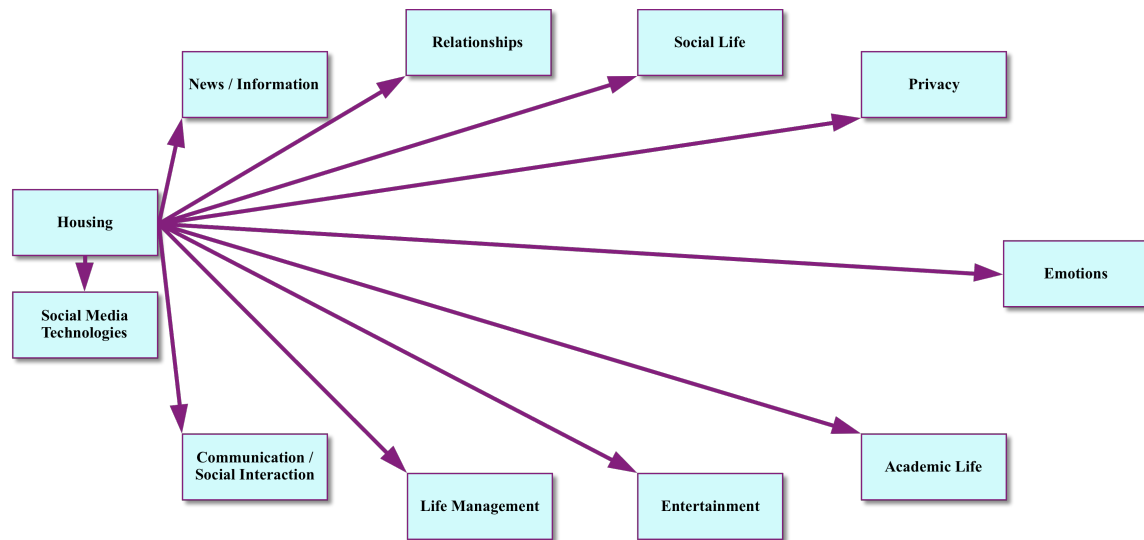 Relationships
Social Life
News / Information
Privacy
Housing
Emotions
Social Media
Technologies
Communication /
Social Interaction
Academic Life
Life Management
Entertainment